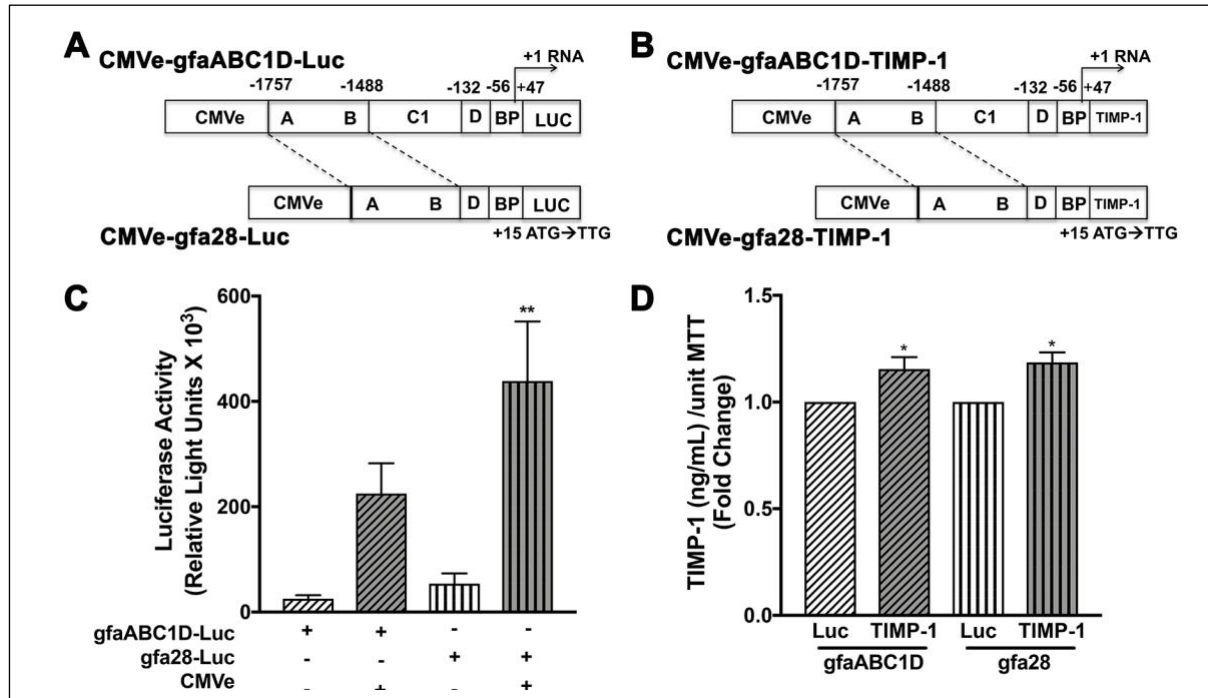 A
CMVe-gfaABC1D-Luc
+1 RNA
-1757 -1488 -132 -56 +47
CMVe A B C1 D BP LUC
CMVe A B D BP LUC
CMVe-gfa28-Luc
+15 ATG→TTG
B
CMVe-gfaABC1D-TIMP-1
+1 RNA
-1757 -1488 -132 -56 +47
CMVe A B C1 D BP TIMP-1
CMVe A B D BP TIMP-1
CMVe-gfa28-TIMP-1
+15 ATG→TTG
C
Luciferase Activity
(Relative Light Units X 10³)
600
400
200
0
**
gfaABC1D-Luc + + - -
gfa28-Luc - - + +
CMVe - + - +
D
TIMP-1 (ng/mL) /unit MTT
(Fold Change)
1.5
1.0
0.5
0.0
* *
Luc TIMP-1 Luc TIMP-1
gfaABC1D gfa28